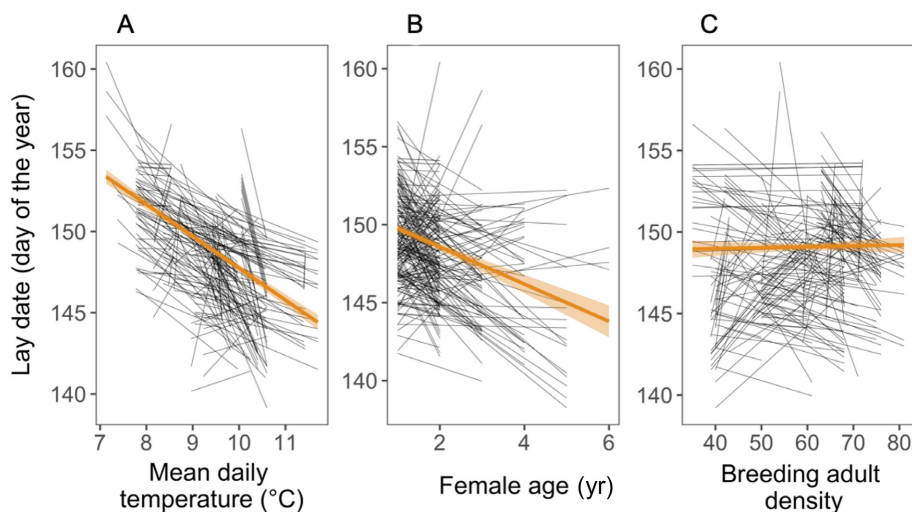 A B C
Lay date (day of the year)
160 160 160
155 155 155
150 150 150
145 145 145
140 140 140
7 8 9 10 11
2 4 6
40 50 60 70 80
Mean daily
temperature (°C)
Female age (yr)
Breeding adult
density